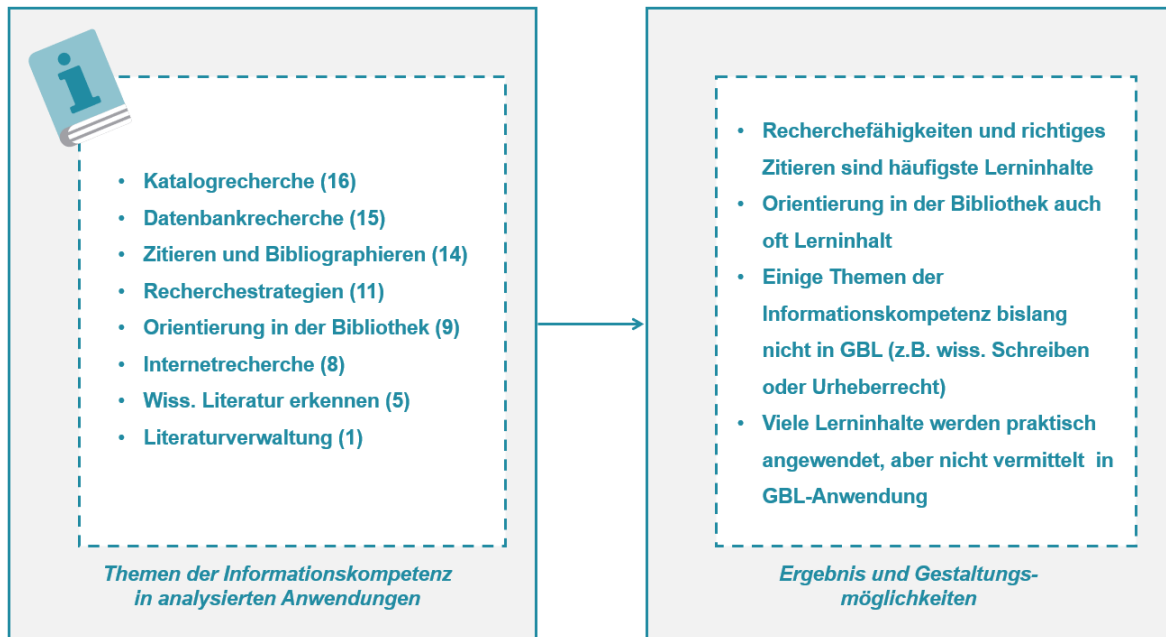 i
• Katalogrecherche (16)
• Datenbankrecherche (15)
• Zitieren und Bibliographieren (14)
• Recherchestrategien (11)
• Orientierung in der Bibliothek (9)
• Internetrecherche (8)
• Wiss. Literatur erkennen (5)
• Literaturverwaltung (1)
Themen der Informationskompetenz
in analysierten Anwendungen
• Recherchefähigkeiten und richtiges
Zitieren sind häufigste Lerninhalte
• Orientierung in der Bibliothek auch
oft Lerninhalt
• Einige Themen der
Informationskompetenz bislang
nicht in GBL (z.B. wiss. Schreiben
oder Urheberrecht)
• Viele Lerninhalte werden praktisch
angewendet, aber nicht vermittelt in
GBL-Anwendung
Ergebnis und Gestaltungs-
möglichkeiten